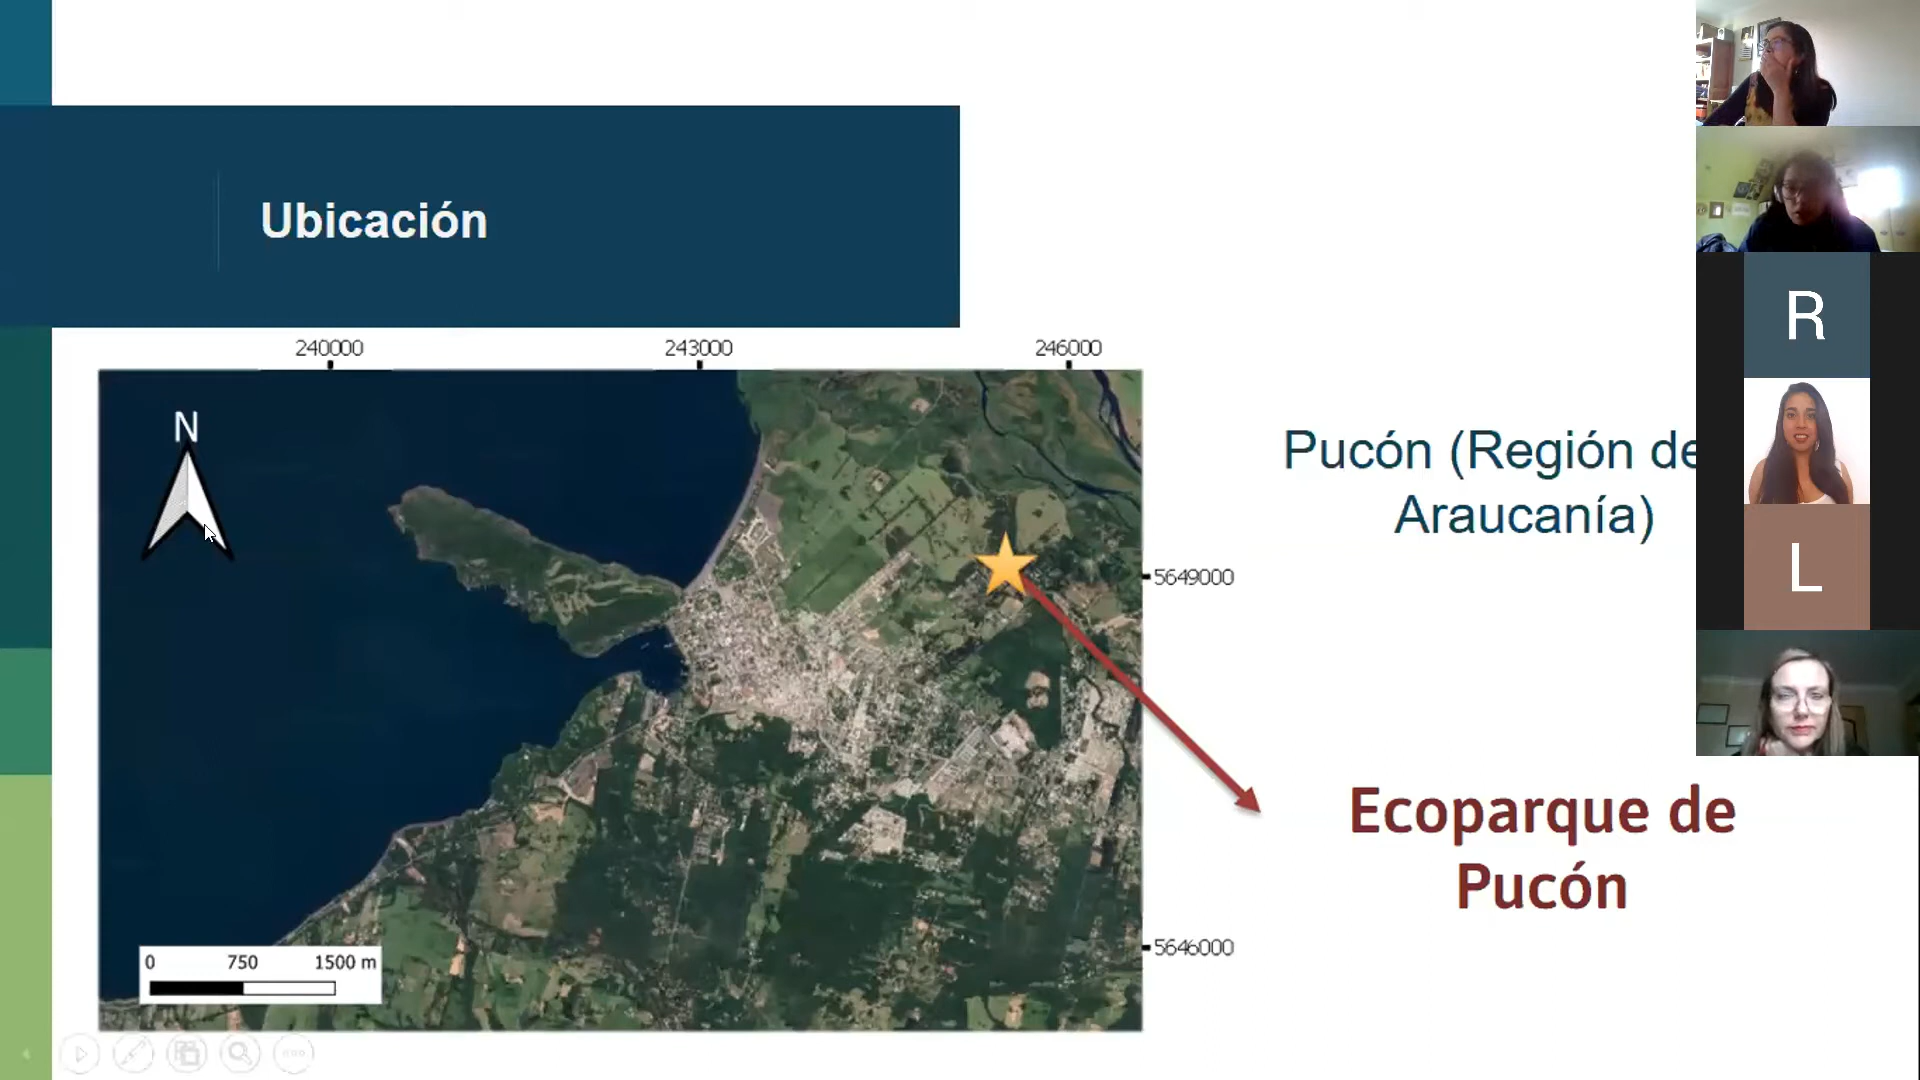 Ubicación
240000
243000
246000
N
Pucón (Región de
Araucanía)
5649000
Ecoparque de
Pucón
5646000
0 750 1500 m
R
L